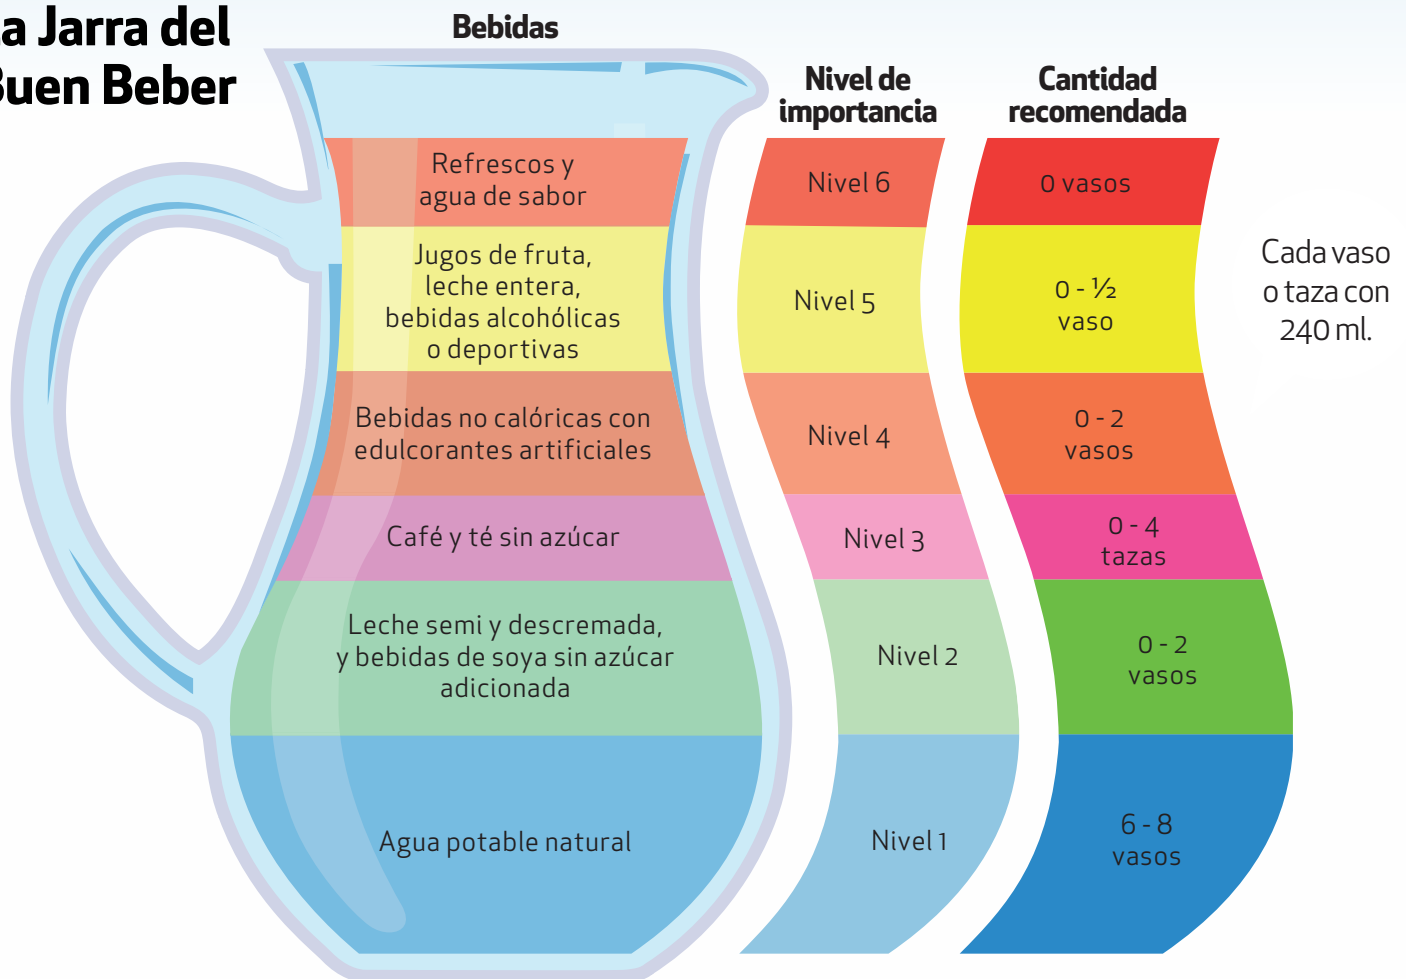 a Jarra del
Buen Beber
Bebidas
Nivel de
importancia
Cantidad
recomendada
Refrescos y
agua de sabor
Nivel 6
0 vasos
Jugos de fruta,
leche entera,
bebidas alcohólicas
o deportivas
Nivel 5
0 - ½
vaso
Cada vaso
o taza con
240 ml.
Bebidas no calóricas con
edulcorantes artificiales
Nivel 4
0 - 2
vasos
Café y té sin azúcar
Nivel 3
0 - 4
tazas
Leche semi y descremada,
y bebidas de soya sin azúcar
adicionada
Nivel 2
0 - 2
vasos
Agua potable natural
Nivel 1
6 - 8
vasos